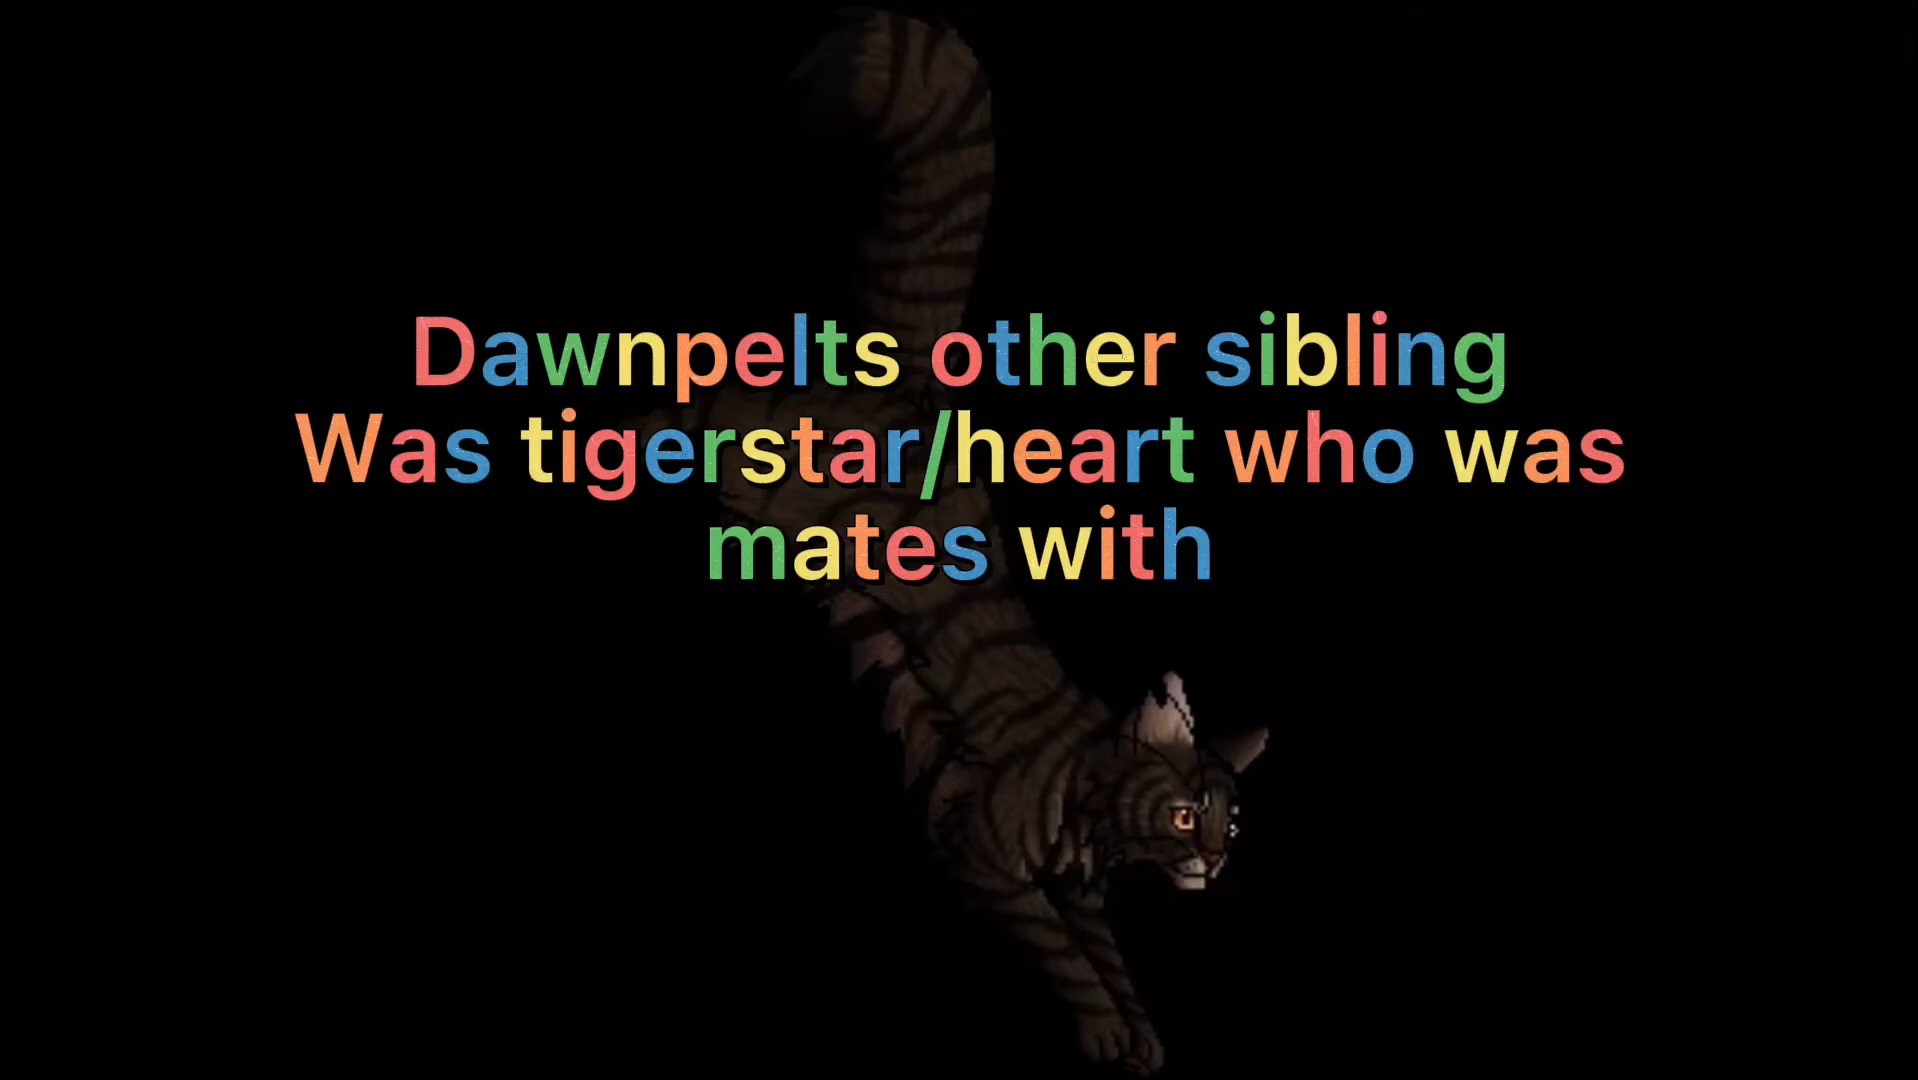 Dawnpelts other sibling
Was tigerstar/heart who was
mates with